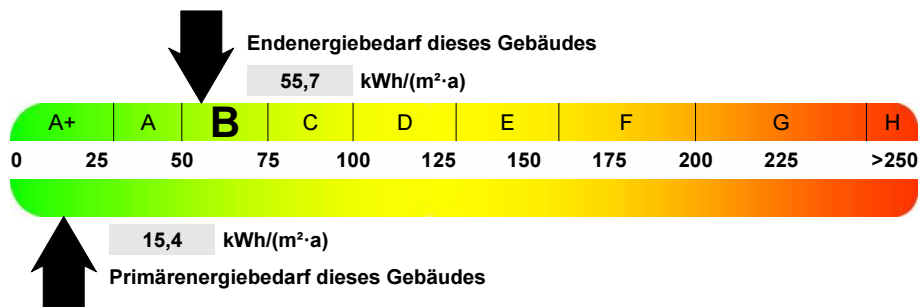 Endenergiebedarf dieses Gebäudes
55,7 kWh/(m²·a)
A+ A B C D E F G H
0 25 50 75 100 125 150 175 200 225 >250
15,4 kWh/(m²·a)
Primärenergiebedarf dieses Gebäudes